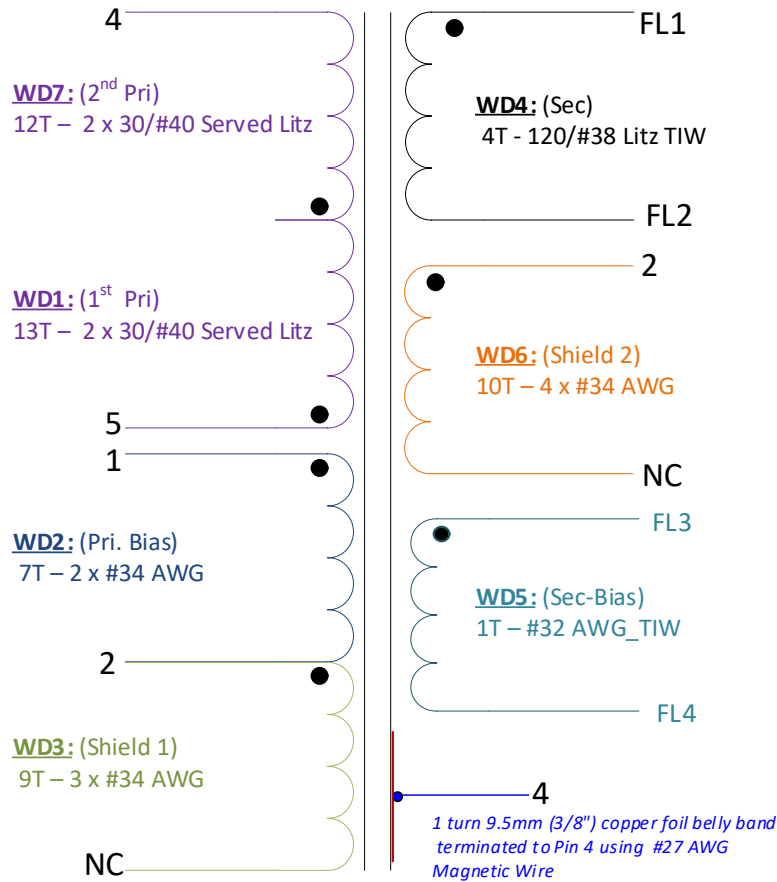 4
WD7: (2nd Pri)
12T – 2 x 30/#40 Served Litz
WD1: (1st Pri)
13T – 2 x 30/#40 Served Litz
5
1
WD2: (Pri. Bias)
7T – 2 x #34 AWG
2
WD3: (Shield 1)
9T – 3 x #34 AWG
NC
FL1
WD4: (Sec)
4T - 120/#38 Litz TIW
FL2
2
WD6: (Shield 2)
10T – 4 x #34 AWG
NC
FL3
WD5: (Sec-Bias)
1T – #32 AWG_TIW
FL4
4
1 turn 9.5mm (3/8") copper foil belly band
terminated to Pin 4 using #27 AWG
Magnetic Wire